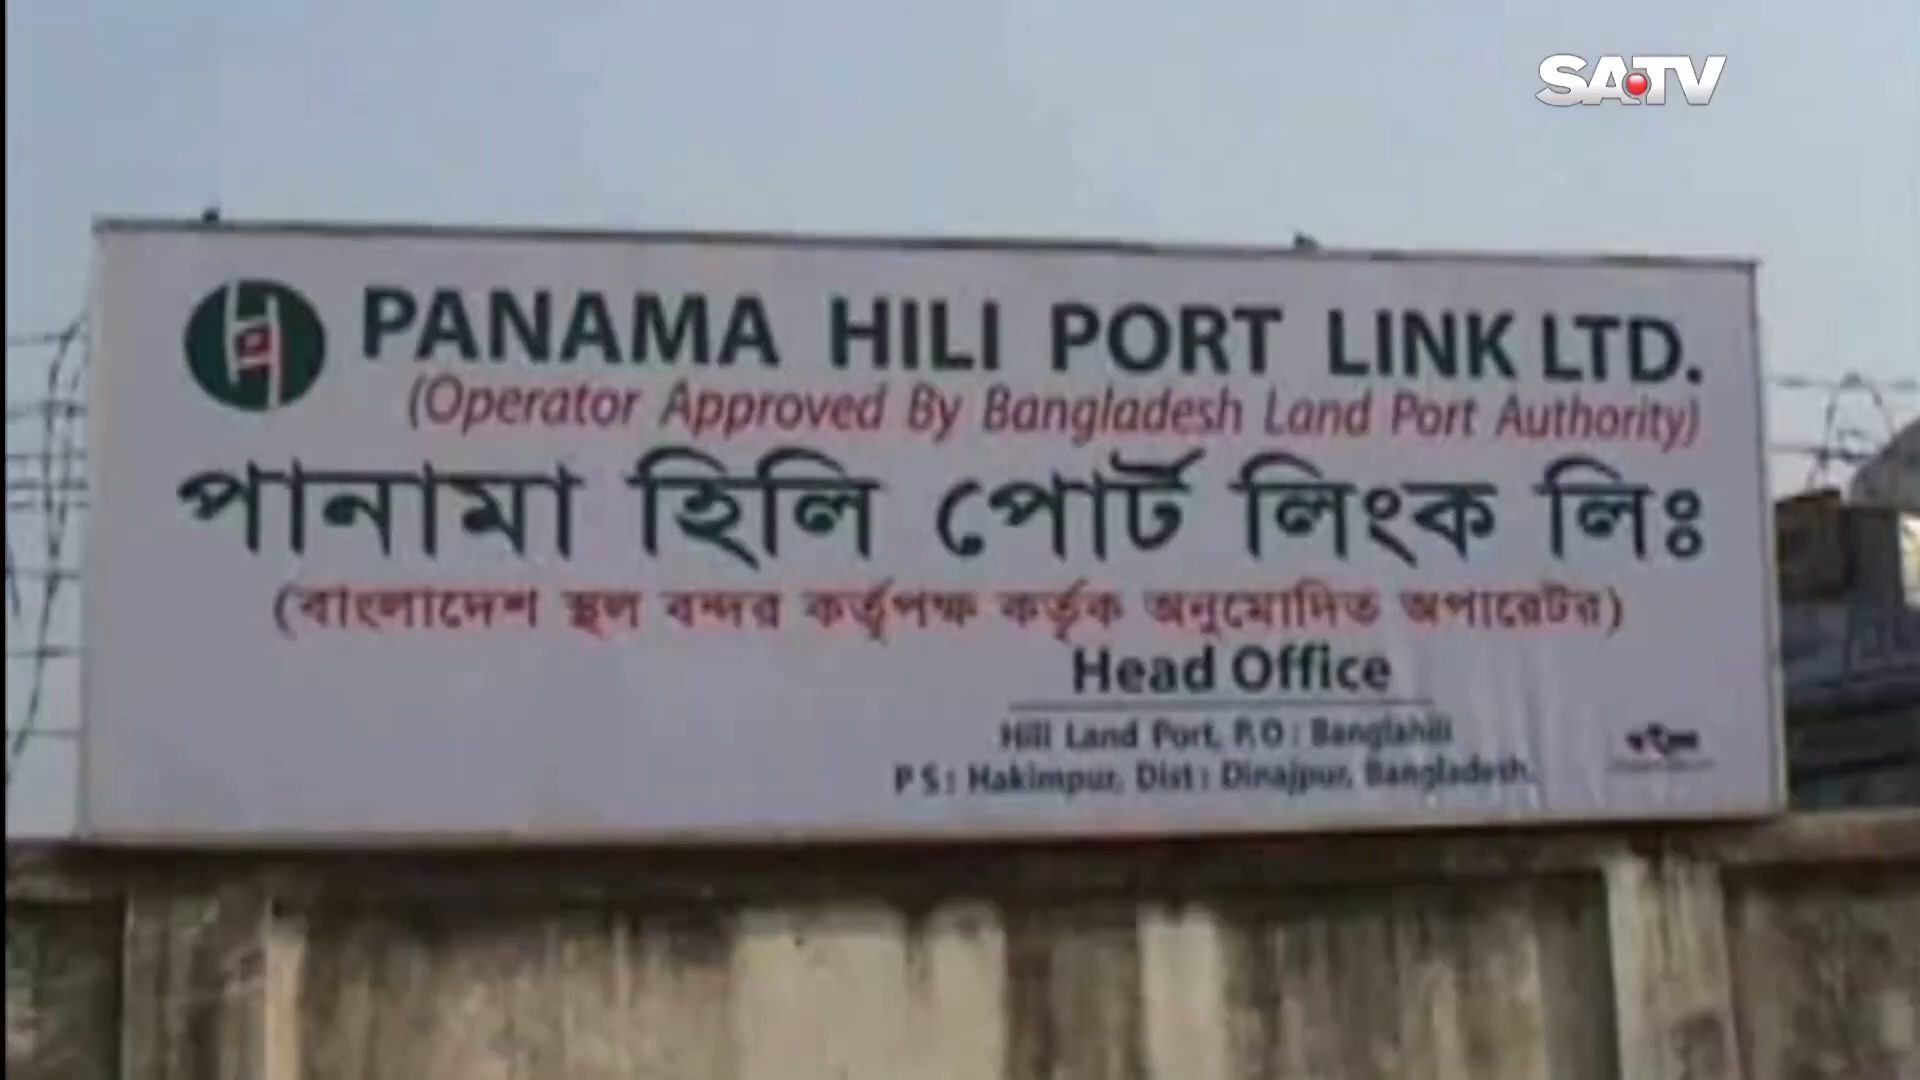 SATV
PANAMA HILI PORT LINK LTD.
(Operator Approved By Bangladesh Land Port Authority)
পানামা হিলি পোর্ট লিংক লিঃ
(বাংলাদেশ স্থল বন্দর কর্তৃপক্ষ কর্তৃক অনুমোদিত অপারেটর)
Head Office
Hili Land Port, P.O : Banglahili
P S : Hakimpur, Dist : Dinajpur, Bangladesh.